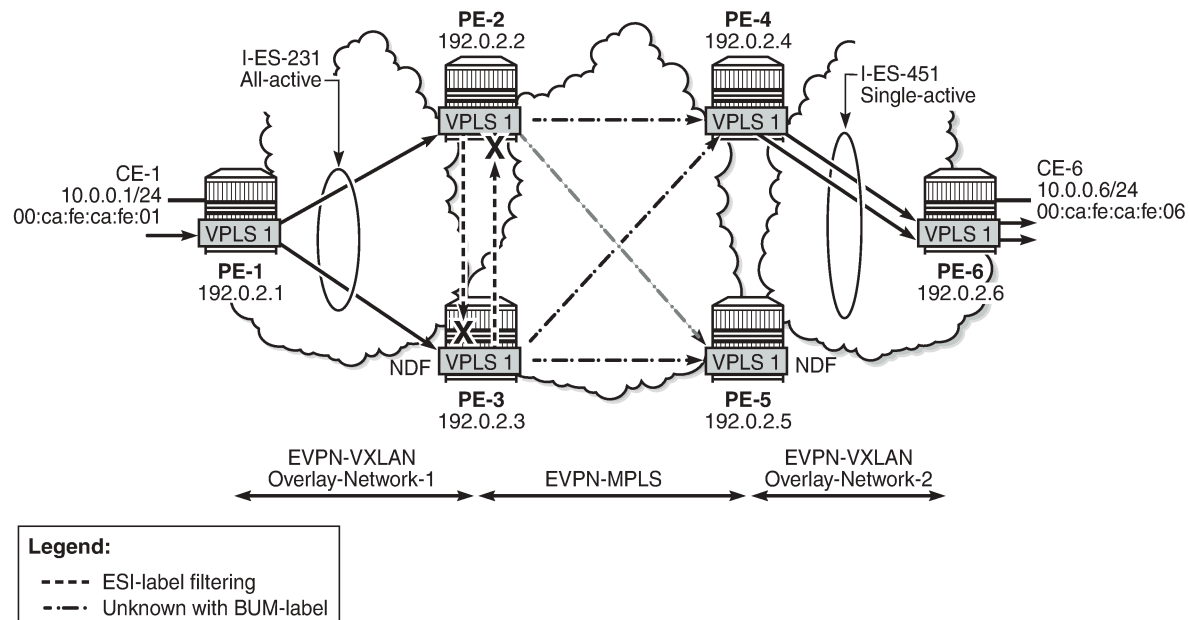 PE-2
192.0.2.2
PE-4
192.0.2.4
I-ES-231
All-active
I-ES-451
Single-active
VPLS 1
VPLS 1
X
CE-1
10.0.0.1/24
00:ca:fe:ca:fe:01
CE-6
10.0.0.6/24
00:ca:fe:ca:fe:06
VPLS 1
VPLS 1
PE-1
192.0.2.1
PE-6
192.0.2.6
X
NDF
VPLS 1
VPLS 1
NDF
PE-3
192.0.2.3
PE-5
192.0.2.5
EVPN-VXLAN
Overlay-Network-1
EVPN-MPLS
EVPN-VXLAN
Overlay-Network-2
Legend:
ESI-label filtering
Unknown with BUM-label